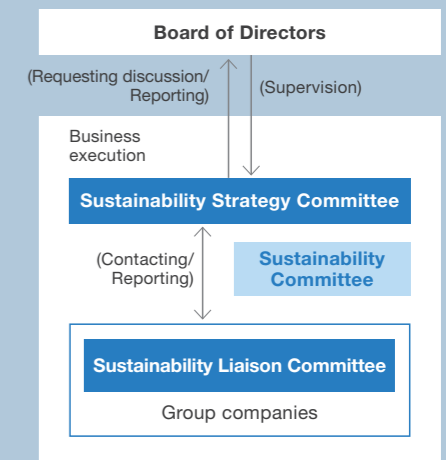 Board of Directors
(Requesting discussion/
Reporting)
(Supervision)
Business
execution
Sustainability Strategy Committee
(Contacting/
Reporting)
Sustainability
Committee
Sustainability Liaison Committee
Group companies